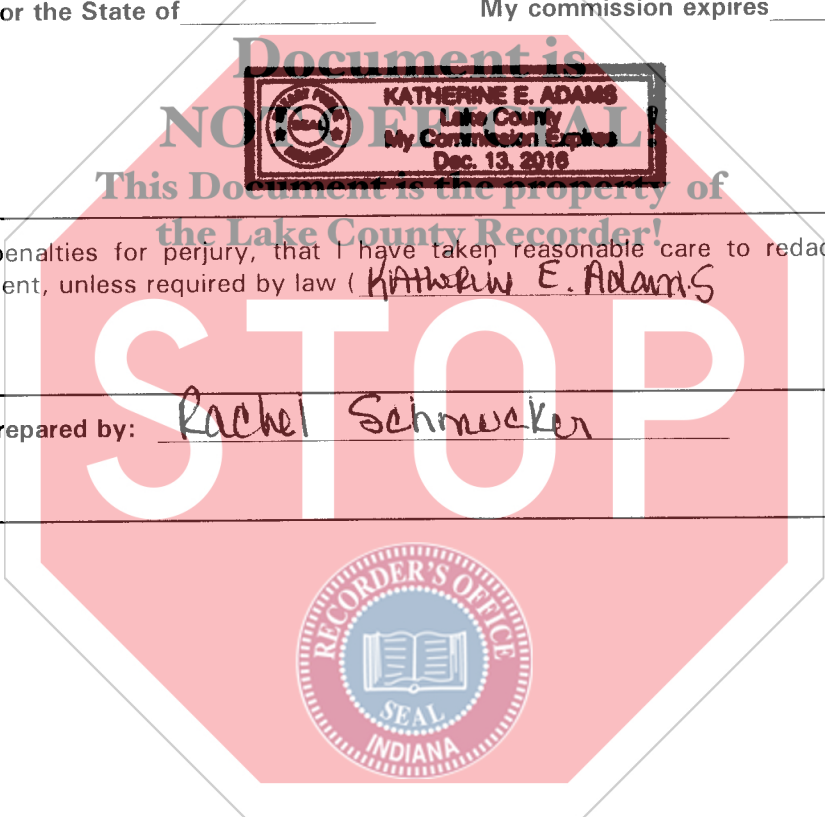 or the State of My commission expires
Document is
NOT OFFICIAL!
This Document is the property of
the Lake County Recorder!
SEAL
KATHERINE E. ADAMS
Lake County
My Commission Expires
Dec. 13, 2016
penalties for perjury, that I have taken reasonable care to redac
ent, unless required by law ( KAtherine E. Adams
STOP
repared by: Rachel Schmucker
RECORDER'S OFFICE
SEAL
INDIANA